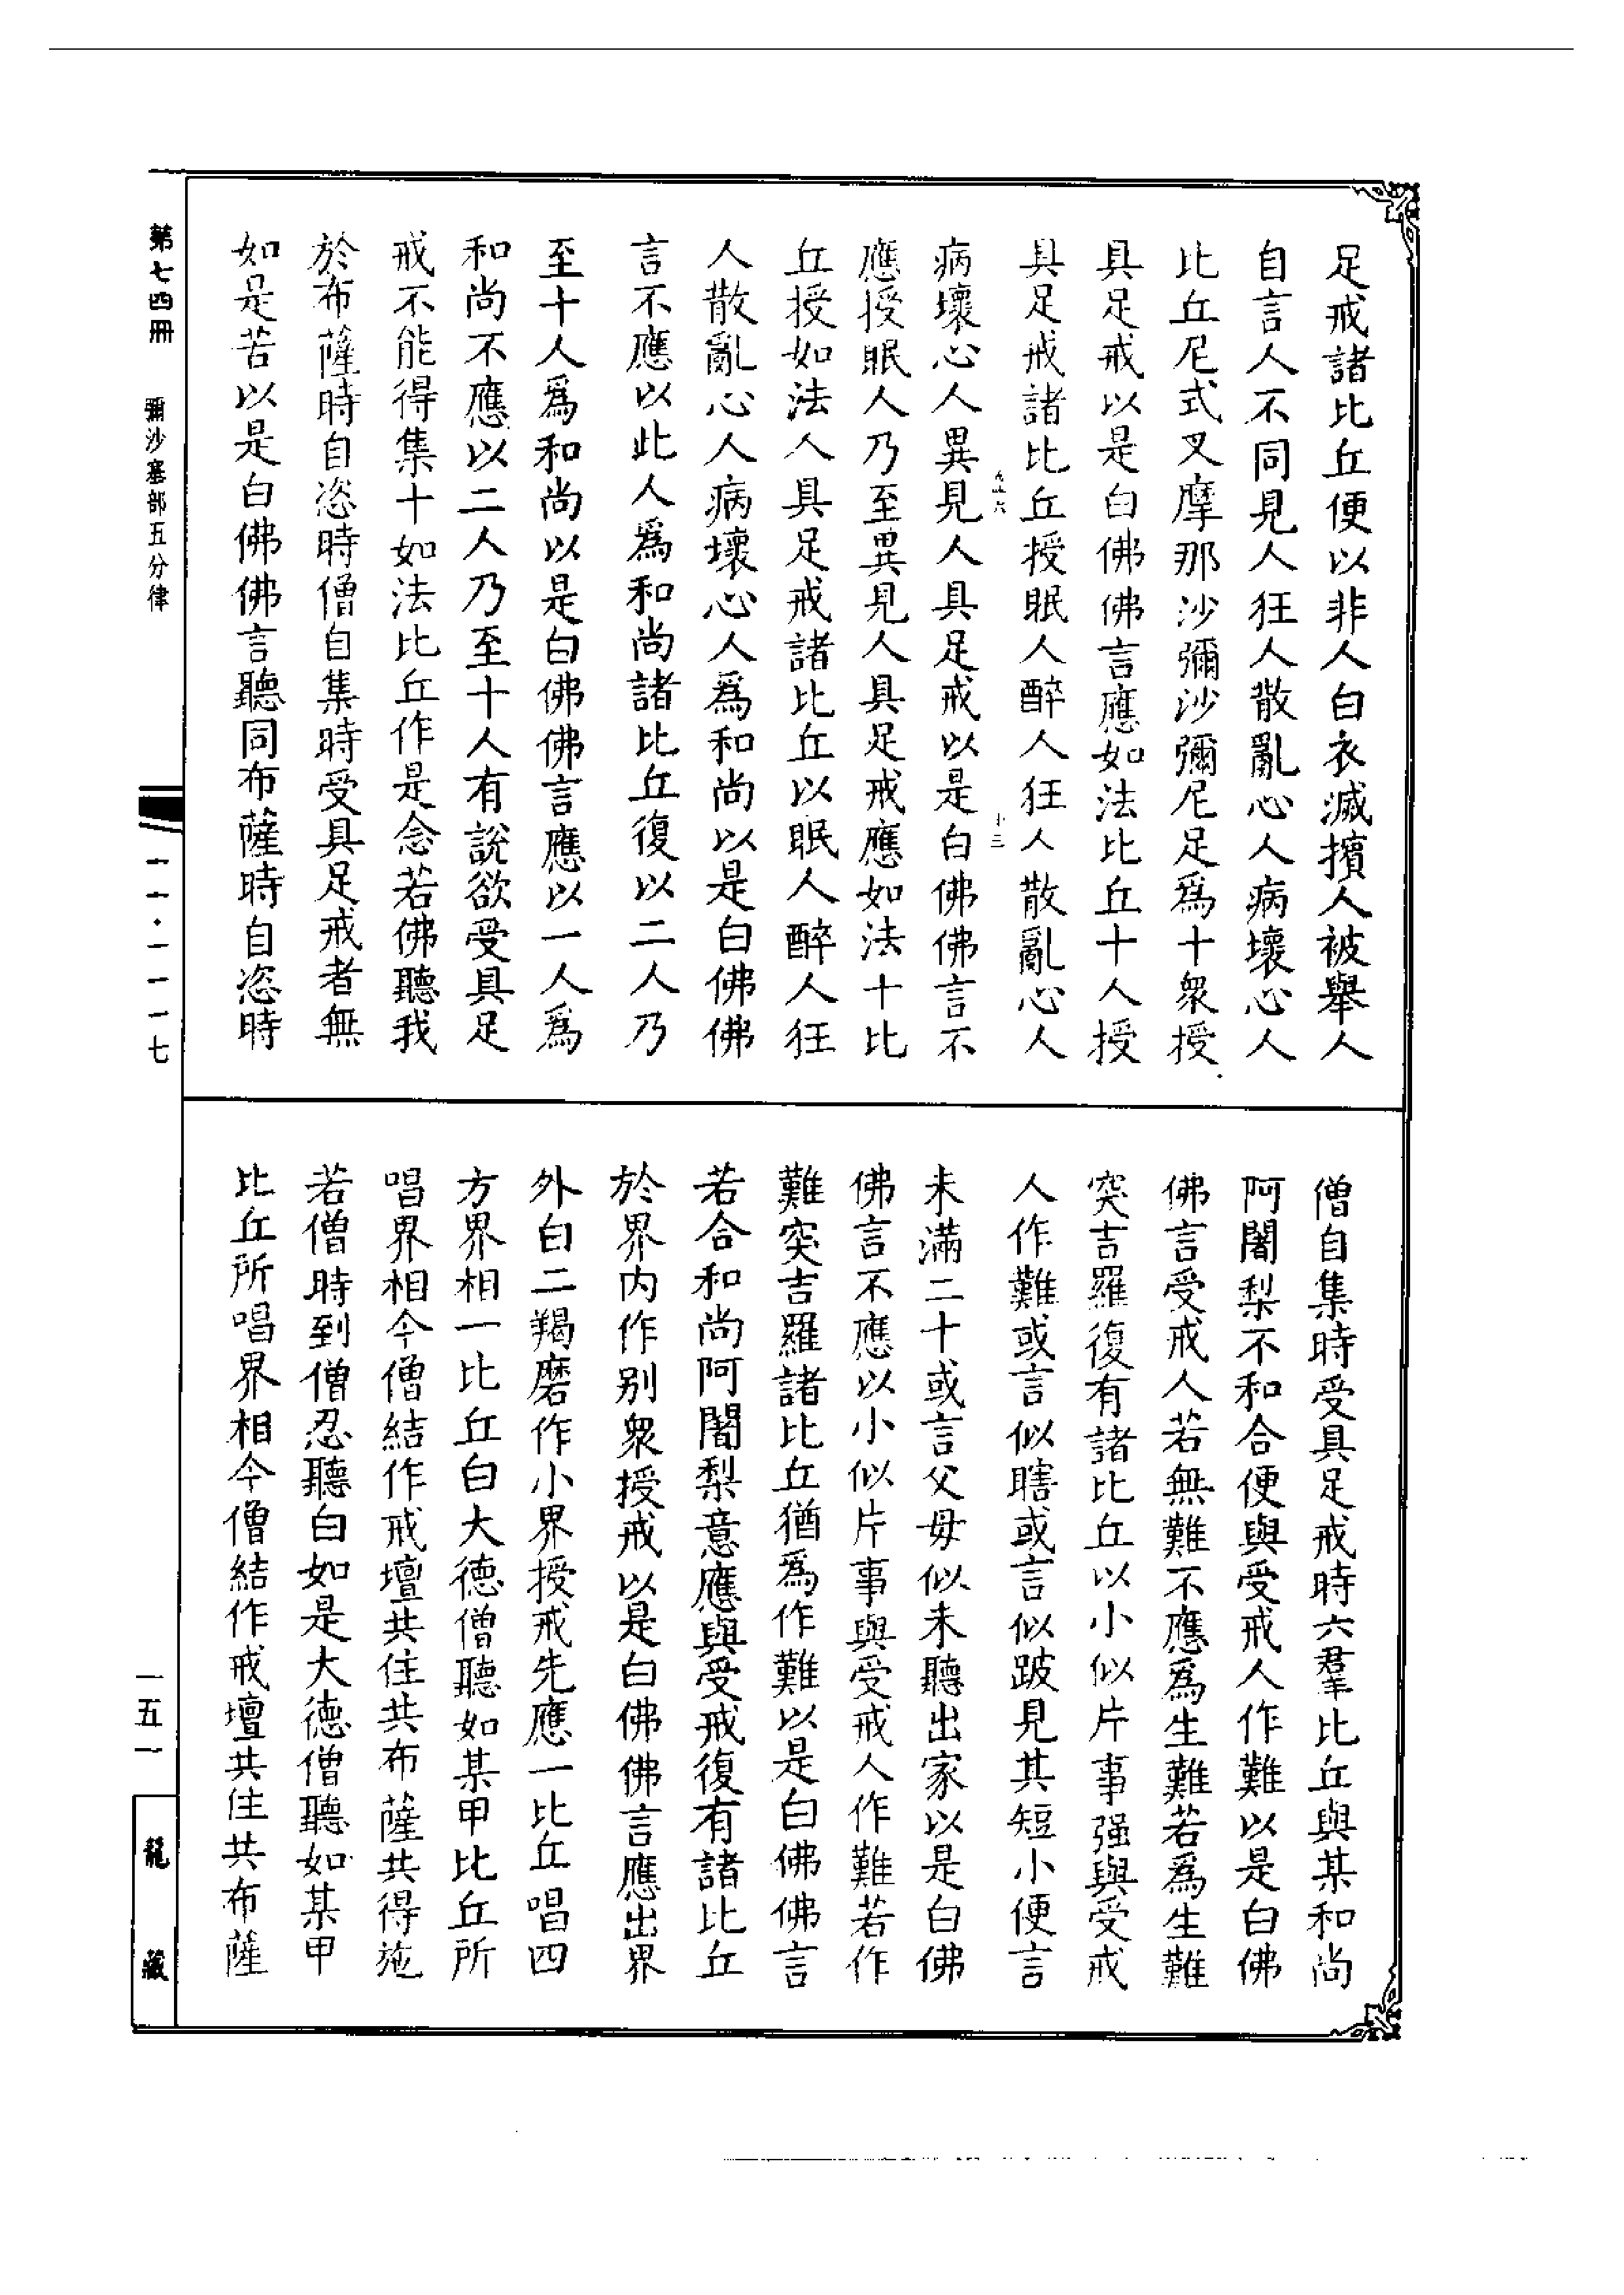 足戒諸比丘便以非人白衣滅擯人被舉人
自言人不同見人狂人散亂心人病壞心人
比丘尼式叉摩那沙彌沙彌尼足爲十衆授
具足戒以是白佛佛言應如法比丘十人授
具足戒諸比丘授眠人醉人狂人散亂心人
病壞心人異見人具足戒以是白佛佛言不
應授眠人乃至異見人具足戒應如法十比
丘授如法人具足戒諸比丘以眠人醉人狂
人散亂心人病壞心人爲和尚以是白佛佛
言不應以此人爲和尚諸比丘復以二人乃
至十人爲和尚以是白佛佛言應以一人爲
和尚不應以二人乃至十人有說欲受具足
戒不能得集十如法比丘作是念若佛聽我
於布薩時自恣時僧自集時受具足戒者無
如是苦以是白佛佛言聽同布薩時自恣時
僧自集時受具足戒時六羣比丘與某和尚
阿闍梨不和合便與受戒人作難以是白佛
佛言受戒人若無難不應爲生難若爲生難
突吉羅復有諸比丘以小似片事强與受戒
人作難或言似瞎或言似跛見其短小便言
未滿二十或言父母似未聽出家以是白佛
佛言不應以小似片事與受戒人作難若作
難突吉羅諸比丘猶爲作難以是白佛佛言
若合和尚阿闍梨意應與受戒復有諸比丘
於界内作别衆授戒以是白佛佛言應出界
外白二羯磨作小界授戒先應一比丘唱四
方界相一比丘白大德僧聽如某甲比丘所
唱界相今僧結作戒壇共住共布薩共得施
若僧時到僧忍聽白如是大德僧聽如某甲
比丘所唱界相今僧結作戒壇共住共布薩
第七四冊
彌沙塞部五分律
一一·一一一七
一五一
龍藏